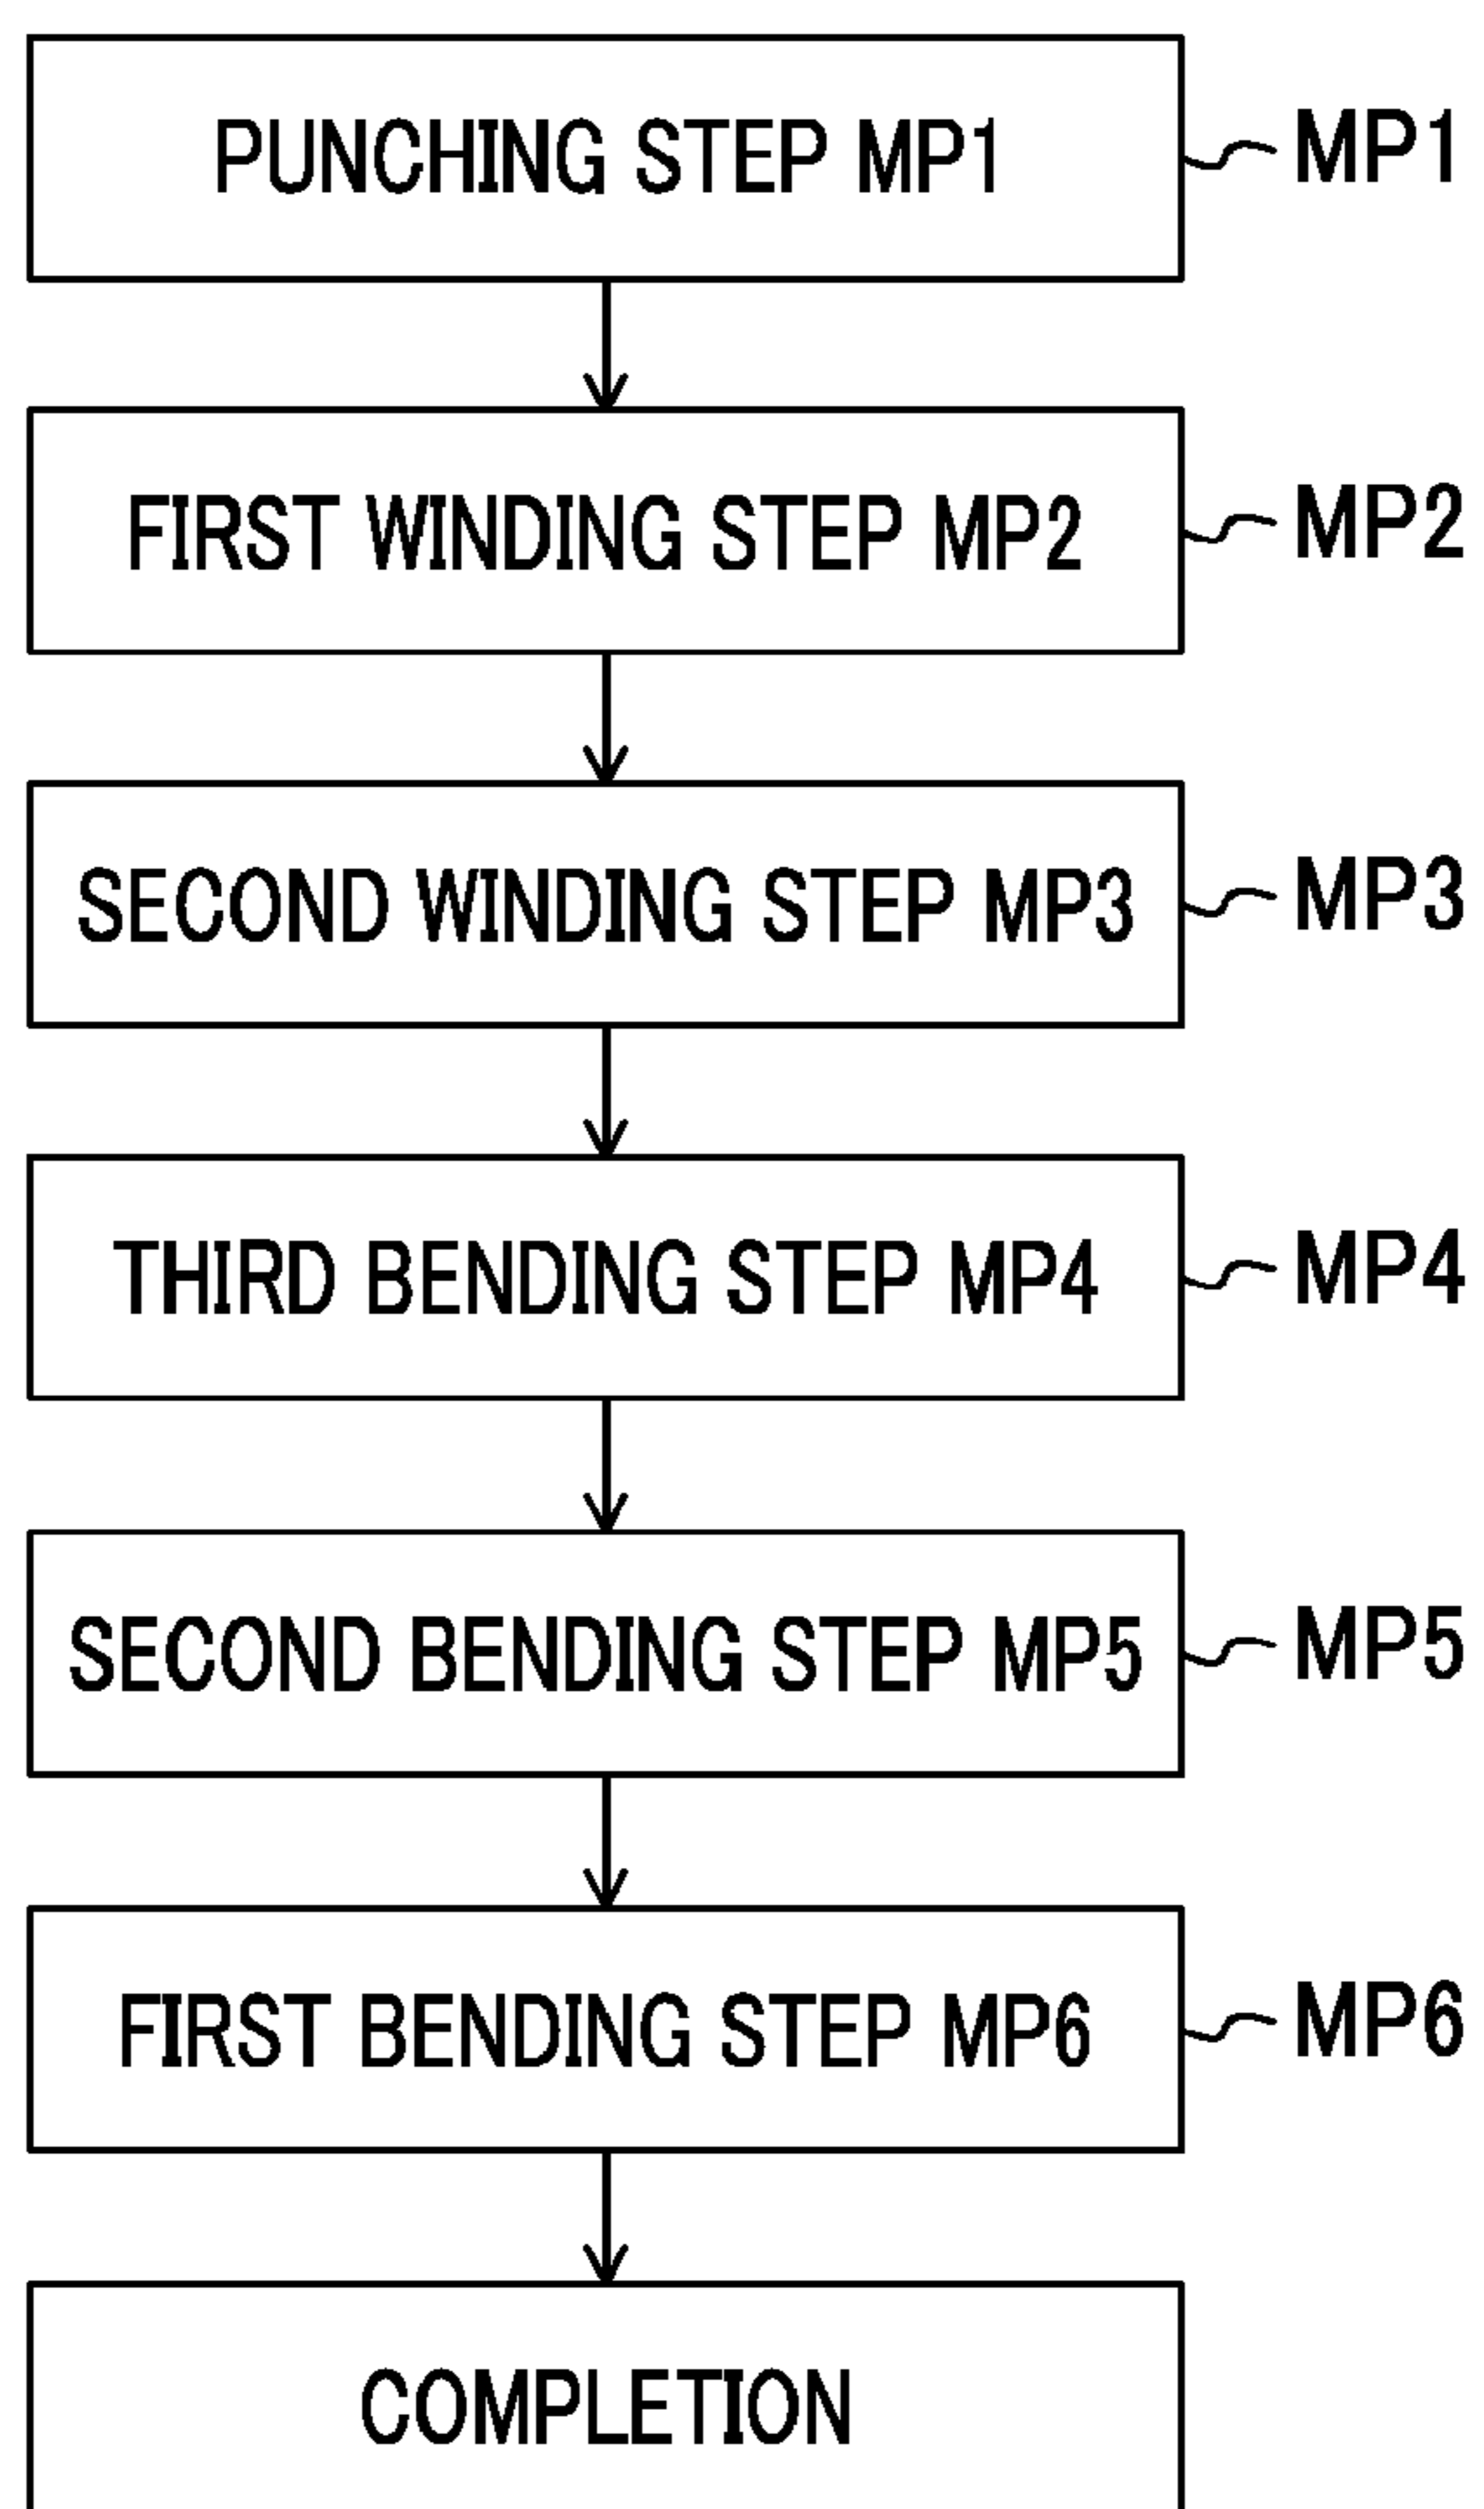 PUNCHING STEP MP1
MP1
FIRST WINDING STEP MP2
MP2
SECOND WINDING STEP MP3
MP3
THIRD BENDING STEP MP4
MP4
SECOND BENDING STEP MP5
MP5
FIRST BENDING STEP MP6
MP6
COMPLETION